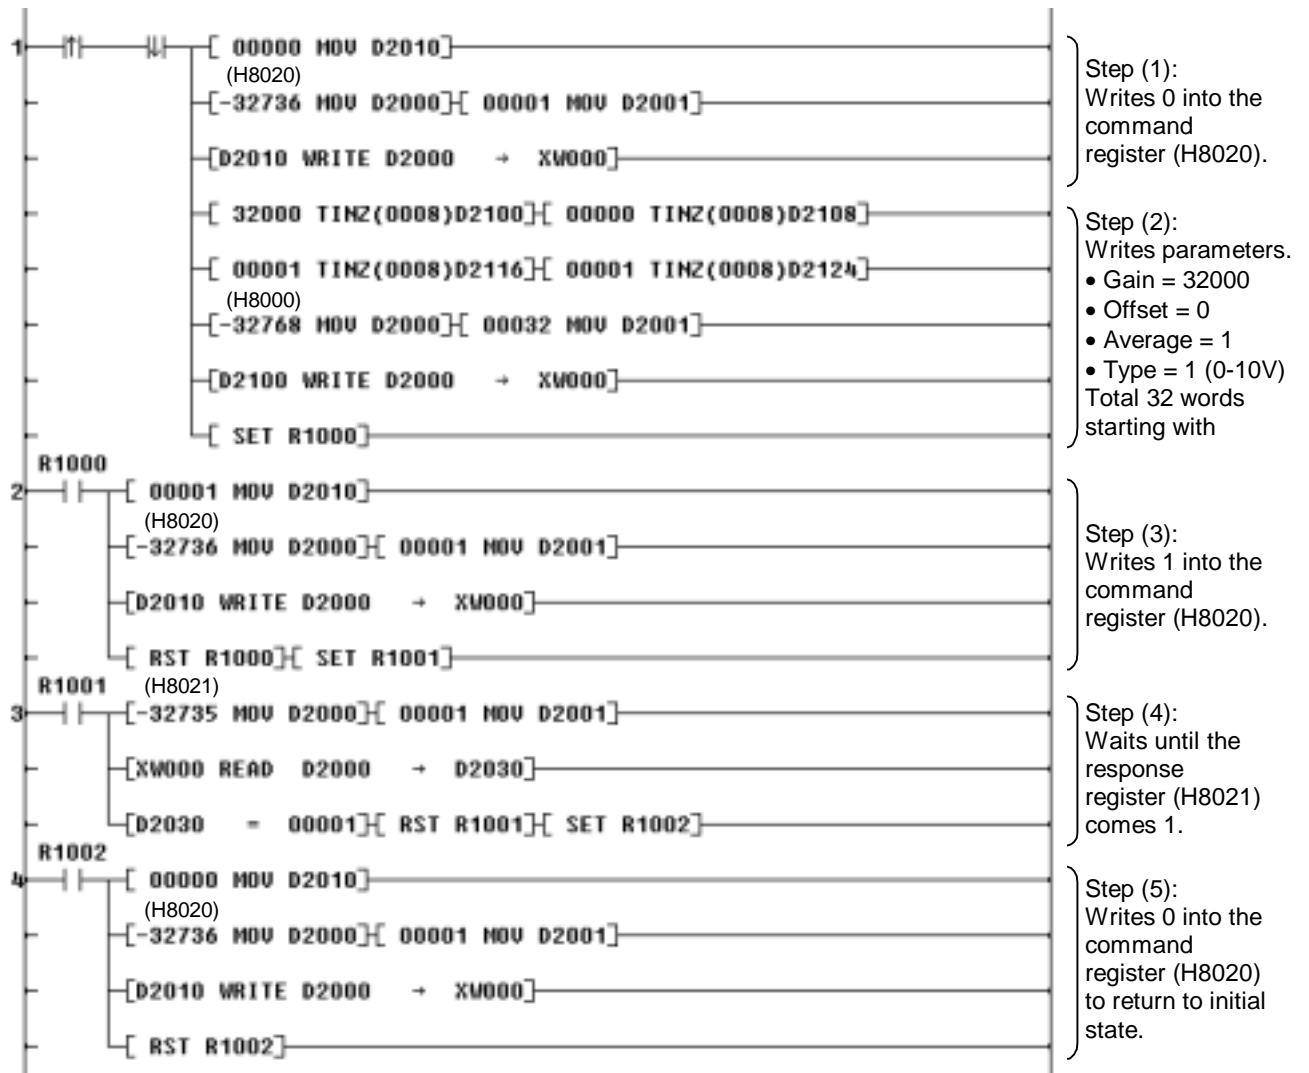 1 [ 00000 MOV D2010]
(H8020)
[-32736 MOV D2000] [ 00001 MOV D2001]
[D2010 WRITE D2000 → XW000]
Step (1):
Writes 0 into the
command
register (H8020).
[ 32000 TINZ(0008)D2100] [ 00000 TINZ(0008)D2108]
[ 00001 TINZ(0008)D2116] [ 00001 TINZ(0008)D2124]
(H8000)
[-32768 MOV D2000] [ 00032 MOV D2001]
[D2100 WRITE D2000 → XW000]
[ SET R1000]
Step (2):
Writes parameters.
• Gain = 32000
• Offset = 0
• Average = 1
• Type = 1 (0-10V)
Total 32 words
starting with
R1000
2 [ 00001 MOV D2010]
(H8020)
[-32736 MOV D2000] [ 00001 MOV D2001]
[D2010 WRITE D2000 → XW000]
[ RST R1000] [ SET R1001]
Step (3):
Writes 1 into the
command
register (H8020).
R1001
(H8021)
3 [-32735 MOV D2000] [ 00001 MOV D2001]
[XW000 READ D2000 → D2030]
[D2030 = 00001] [ RST R1001] [ SET R1002]
Step (4):
Waits until the
response
register (H8021)
comes 1.
R1002
4 [ 00000 MOV D2010]
(H8020)
[-32736 MOV D2000] [ 00001 MOV D2001]
[D2010 WRITE D2000 → XW000]
[ RST R1002]
Step (5):
Writes 0 into the
command
register (H8020)
to return to initial
state.